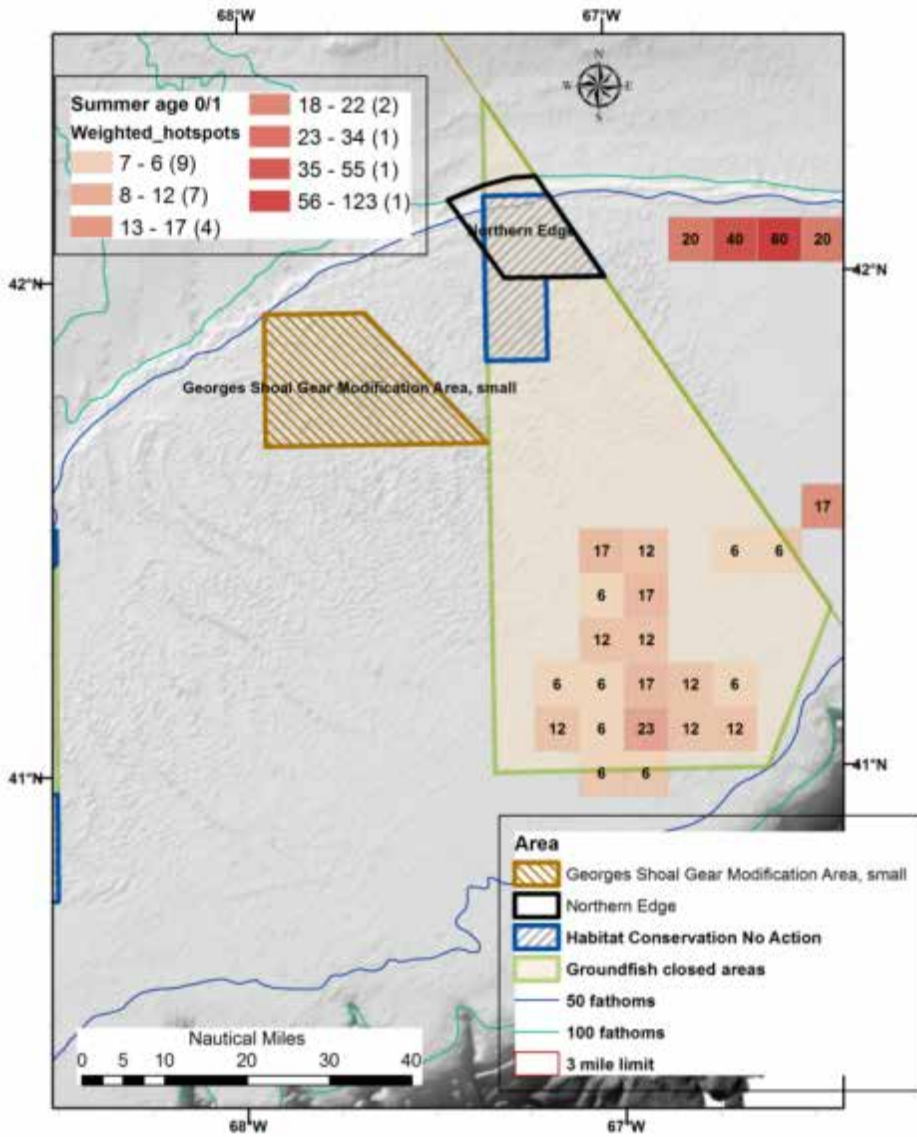 68°W
67°W
N
W
E
S
Summer age 0/1
Weighted_hotspots
7 - 6 (9)
8 - 12 (7)
13 - 17 (4)
18 - 22 (2)
23 - 34 (1)
35 - 55 (1)
56 - 123 (1)
Northern Edge
20 40 80 20
42°N
42°N
Georges Shoal Gear Modification Area, small
17
17 12 6 6
6 17
12 12
6 6 17 12 6
12 6 23 12 12
6 6
41°N
41°N
Area
Georges Shoal Gear Modification Area, small
Northern Edge
Habitat Conservation No Action
Groundfish closed areas
50 fathoms
100 fathoms
3 mile limit
Nautical Miles
0 5 10 20 30 40
68°W
67°W